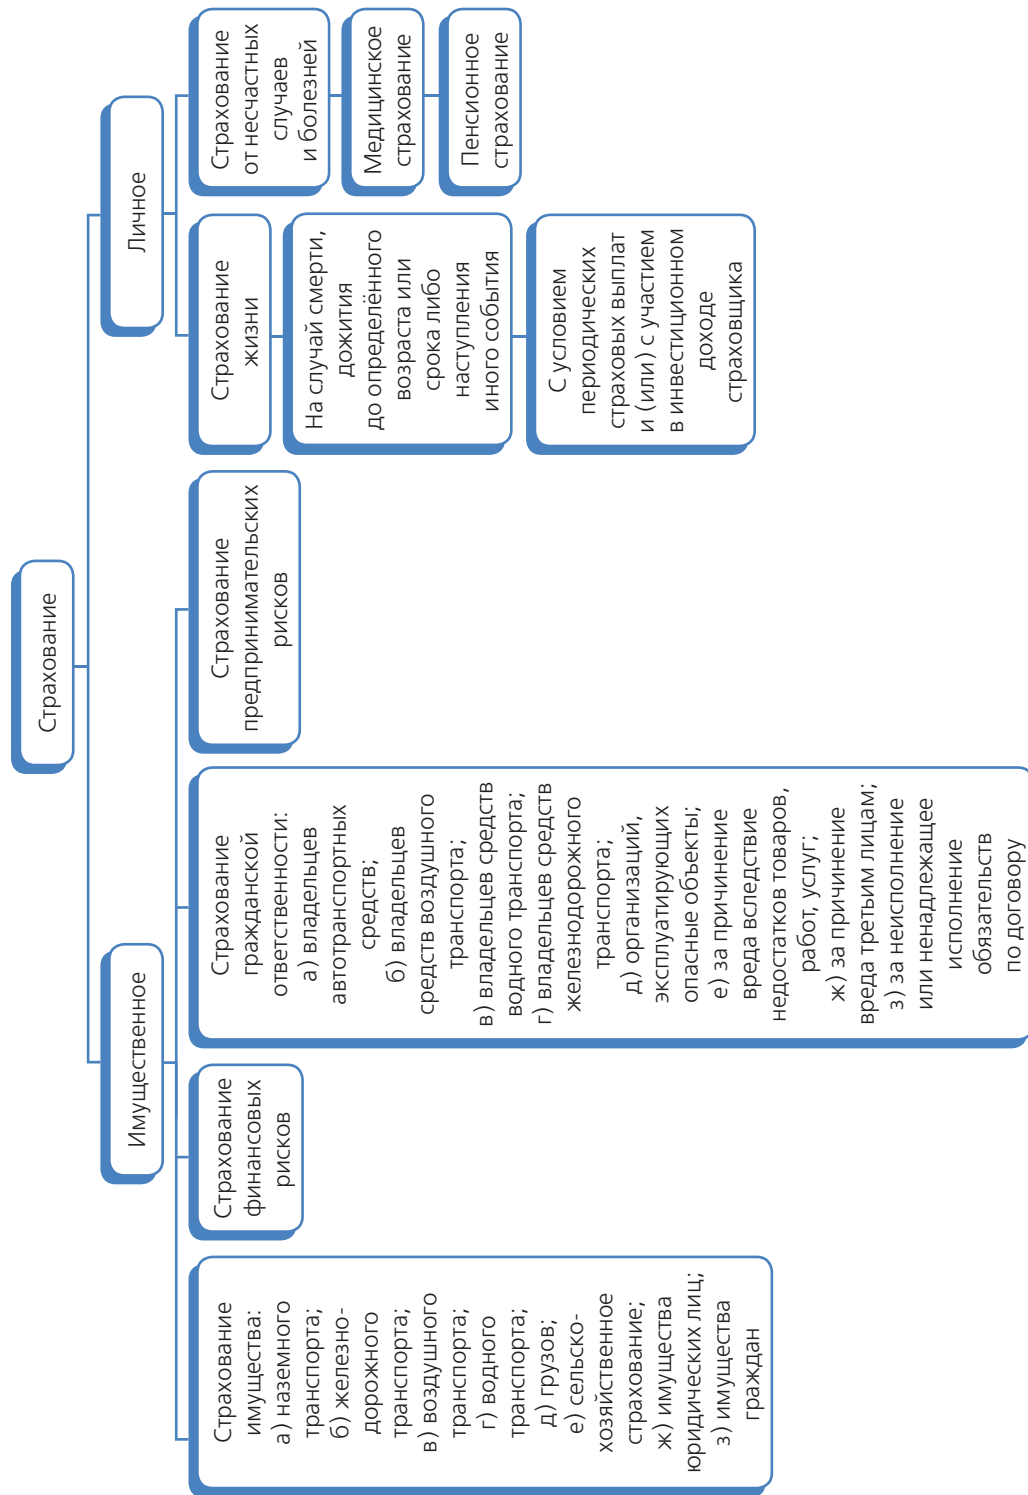 Страхование
Имущественное
Личное
Страхование
имущества:
а) наземного
транспорта;
б) железно-
дорожного
транспорта;
в) воздушного
транспорта;
г) водного
транспорта;
д) грузов;
е) сельско-
хозяйственное
страхование;
ж) имущества
юридических лиц;
з) имущества
граждан
Страхование
финансовых
рисков
Страхование
гражданской
ответственности:
а) владельцев
автотранспортных
средств;
б) владельцев
средств воздушного
транспорта;
в) владельцев средств
водного транспорта;
г) владельцев средств
железнодорожного
транспорта;
д) организаций,
эксплуатирующих
опасные объекты;
е) за причинение
вреда вследствие
недостатков товаров,
работ, услуг;
ж) за причинение
вреда третьим лицам;
з) за неисполнение
или ненадлежащее
исполнение
обязательств
по договору
Страхование
предпринимательских
рисков
Страхование
жизни
На случай смерти,
дожития
до определённого
возраста или
срока либо
наступления
иного события
С условием
периодических
страховых выплат
и (или) с участием
в инвестиционном
доходе
страховщика
Страхование
от несчастных
случаев
и болезней
Медицинское
страхование
Пенсионное
страхование